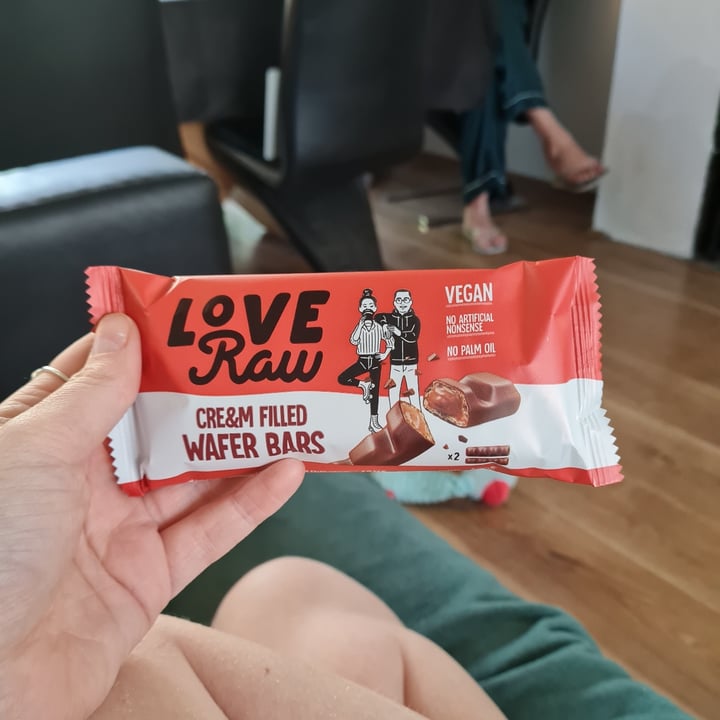 LOVE
Raw
CRE&M FILLED
WAFER BARS
VEGAN
NO ARTIFICIAL
NONSENSE
NO PALM OIL
x2